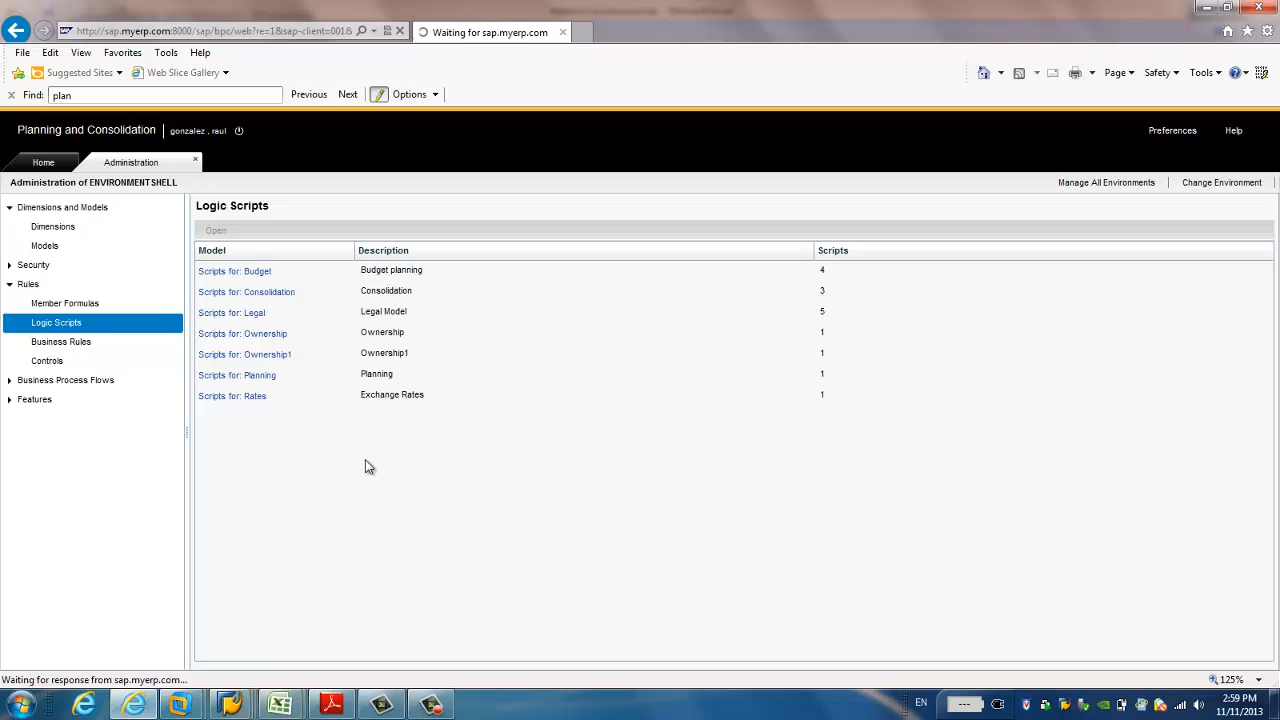 http://sap.myerp.com:8000/sap/bpc/web?re=1&sap-client=001&
Waiting for sap.myerp.com
File Edit View Favorites Tools Help
Suggested Sites Web Slice Gallery
Page Safety Tools
Find: plan Previous Next Options
Planning and Consolidation gonzalez , raul Preferences Help
Home Administration
Administration of ENVIRONMENTSHELL Manage All Environments Change Environment
Dimensions and Models
Dimensions
Models
Security
Rules
Member Formulas
Logic Scripts
Business Rules
Controls
Business Process Flows
Features
Logic Scripts
Open
Model Description Scripts
Scripts for: Budget Budget planning 4
Scripts for: Consolidation Consolidation 3
Scripts for: Legal Legal Model 5
Scripts for: Ownership Ownership 1
Scripts for: Ownership1 Ownership1 1
Scripts for: Planning Planning 1
Scripts for: Rates Exchange Rates 1
Waiting for response from sap.myerp.com... 125%
EN 2:59 PM
11/11/2013